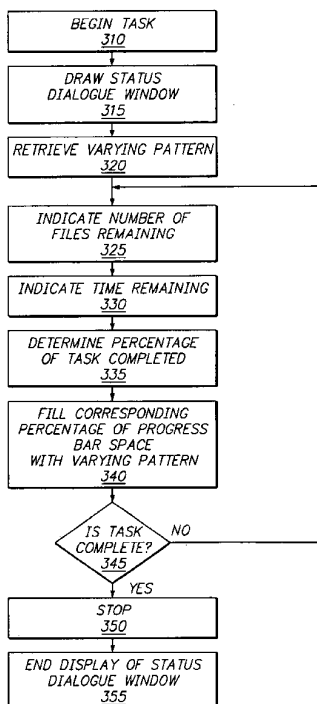 BEGIN TASK
310
DRAW STATUS
DIALOGUE WINDOW
315
RETRIEVE VARYING PATTERN
320
INDICATE NUMBER OF
FILES REMAINING
325
INDICATE TIME REMAINING
330
DETERMINE PERCENTAGE
OF TASK COMPLETED
335
FILL CORRESPONDING
PERCENTAGE OF PROGRESS
BAR SPACE
WITH VARYING PATTERN
340
IS TASK
COMPLETE?
345
NO
YES
STOP
350
END DISPLAY OF STATUS
DIALOGUE WINDOW
355